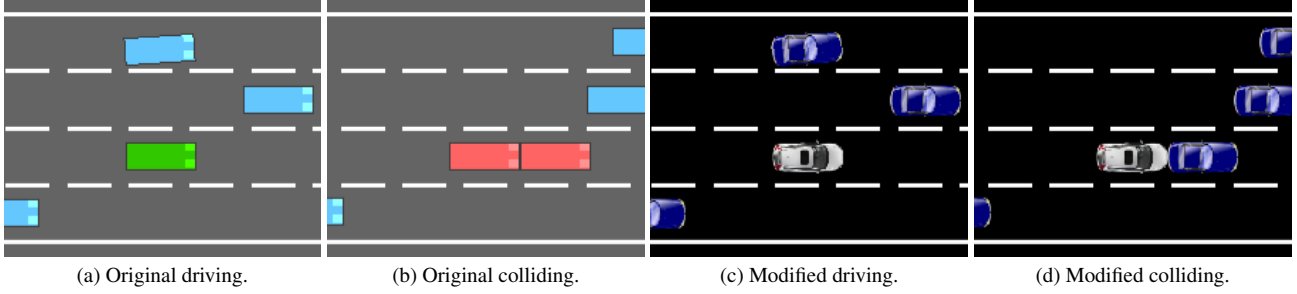 (a) Original driving.
(b) Original colliding.
(c) Modified driving.
(d) Modified colliding.